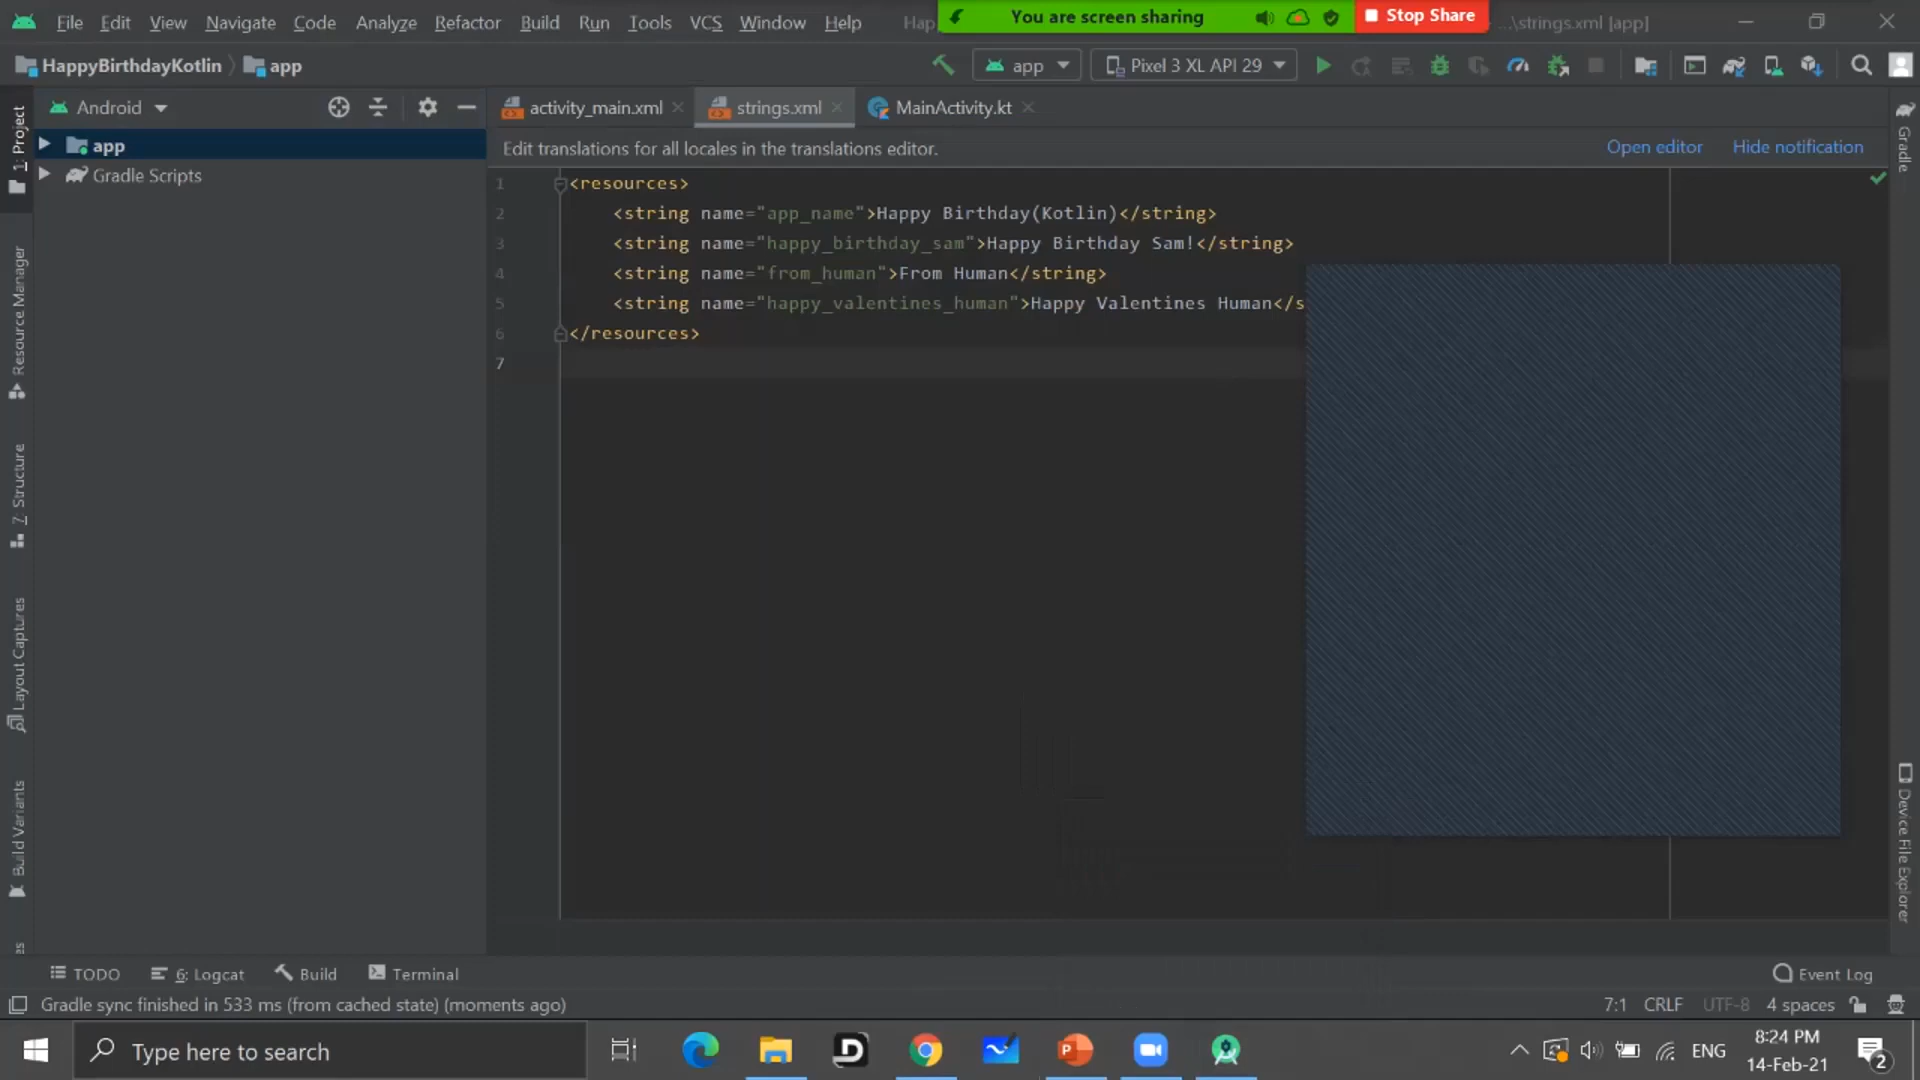 File Edit View Navigate Code Analyze Refactor Build Run Tools VCS Window Help Hap
You are screen sharing
Stop Share
...\strings.xml [app]
HappyBirthdayKotlin app
app Pixel 3 XL API 29
Android
activity_main.xml strings.xml MainActivity.kt
Edit translations for all locales in the translations editor.
Open editor Hide notification
app
Gradle Scripts
1 <resources>
2 <string name="app_name">Happy Birthday(Kotlin)</string>
3 <string name="happy_birthday_sam">Happy Birthday Sam!</string>
4 <string name="from_human">From Human</string>
5 <string name="happy_valentines_human">Happy Valentines Human</s
6 </resources>
7
1: Project
Resource Manager
7: Structure
Layout Captures
Build Variants
es
Gradle
Device File Explorer
TODO 6: Logcat Build Terminal
Event Log
Gradle sync finished in 533 ms (from cached state) (moments ago)
7:1 CRLF UTF-8 4 spaces
Type here to search
ENG
8:24 PM
14-Feb-21
2